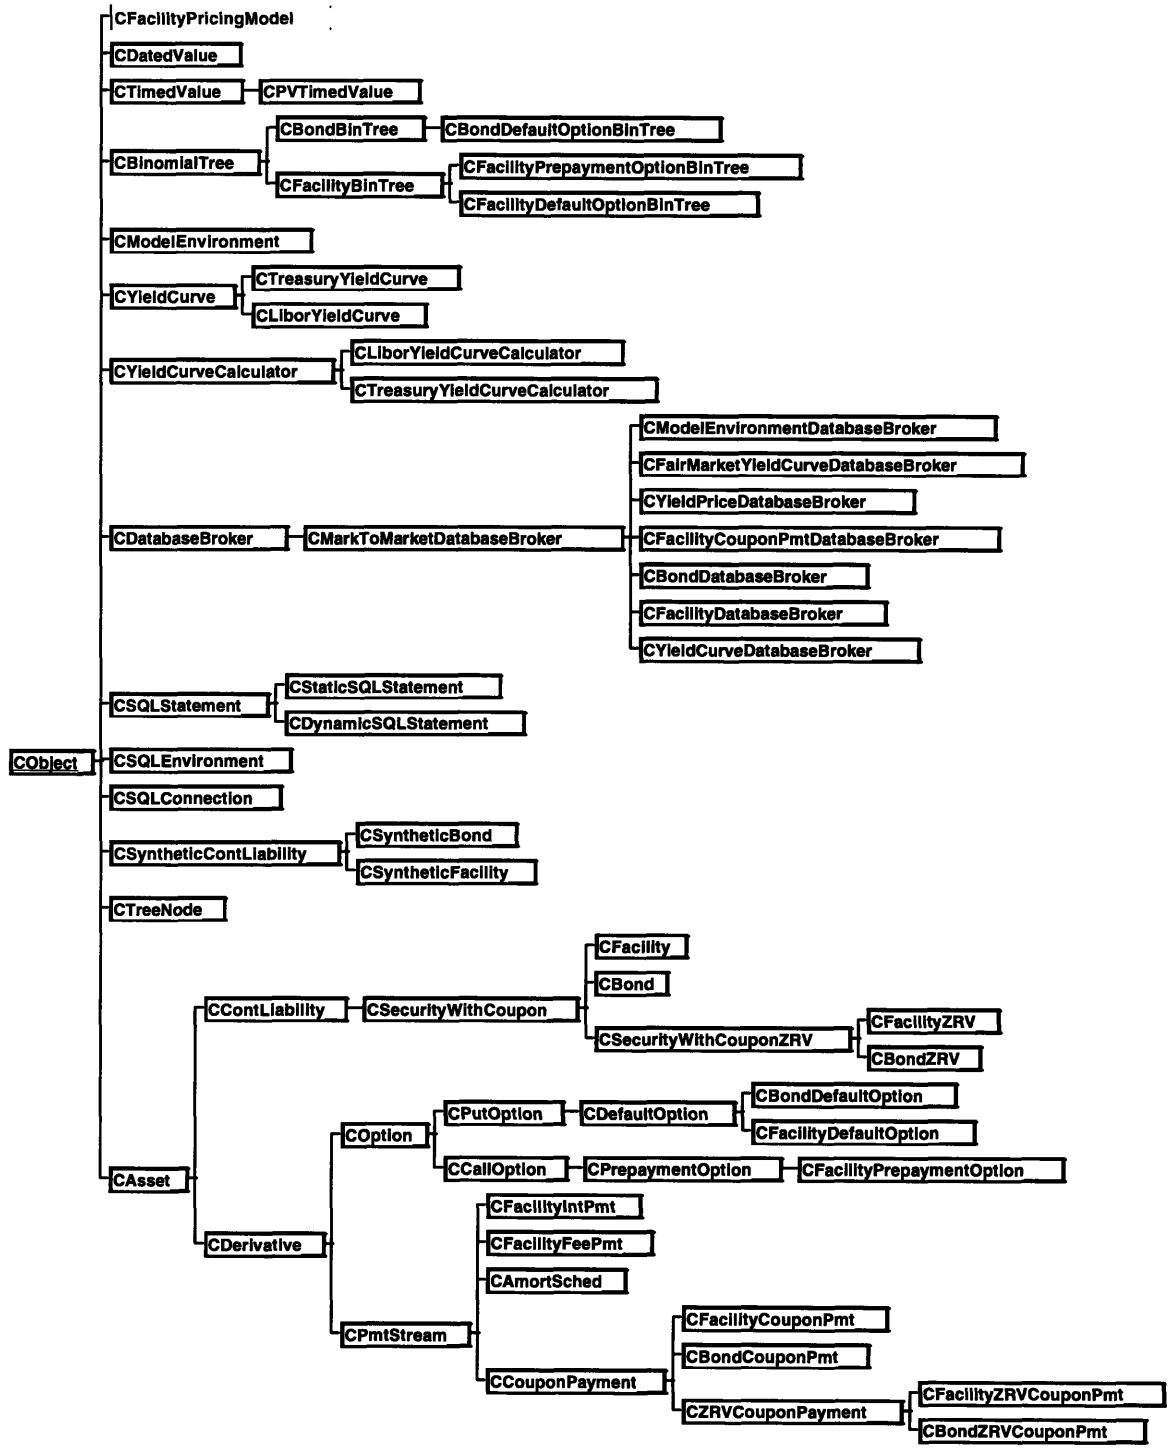 CFacilityPricingModel
CDatedValue
CTimedValue CPVTimedValue
CBondBinTree CBondDefaultOptionBinTree
CBinomialTree
CFacilityPrepaymentOptionBinTree
CFacilityBinTree
CFacilityDefaultOptionBinTree
CModelEnvironment
CTreasuryYieldCurve
CYieldCurve
CLiborYieldCurve
CLiborYieldCurveCalculator
CYieldCurveCalculator
CTreasuryYieldCurveCalculator
CModelEnvironmentDatabaseBroker
CFairMarketYieldCurveDatabaseBroker
CYieldPriceDatabaseBroker
CDatabaseBroker CMarkToMarketDatabaseBroker CFacilityCouponPmtDatabaseBroker
CBondDatabaseBroker
CFacilityDatabaseBroker
CYieldCurveDatabaseBroker
CStaticSQLStatement
CSQLStatement
CDynamicSQLStatement
CObject CSQLEnvironment
CSQLConnection
CSyntheticBond
CSyntheticContLiability
CSyntheticFacility
CTreeNode
CFacility
CBond
CContLiability CSecurityWithCoupon
CFacilityZRV
CSecurityWithCouponZRV
CBondZRV
CBondDefaultOption
CPutOption CDefaultOption
CFacilityDefaultOption
COption
CCallOption CPrepaymentOption CFacilityPrepaymentOption
CAsset
CFacilityIntPmt
CDerivative CFacilityFeePmt
CAmortSched
CFacilityCouponPmt
CPmtStream
CBondCouponPmt
CCouponPayment
CFacilityZRVCouponPmt
CZRVCouponPayment
CBondZRVCouponPmt